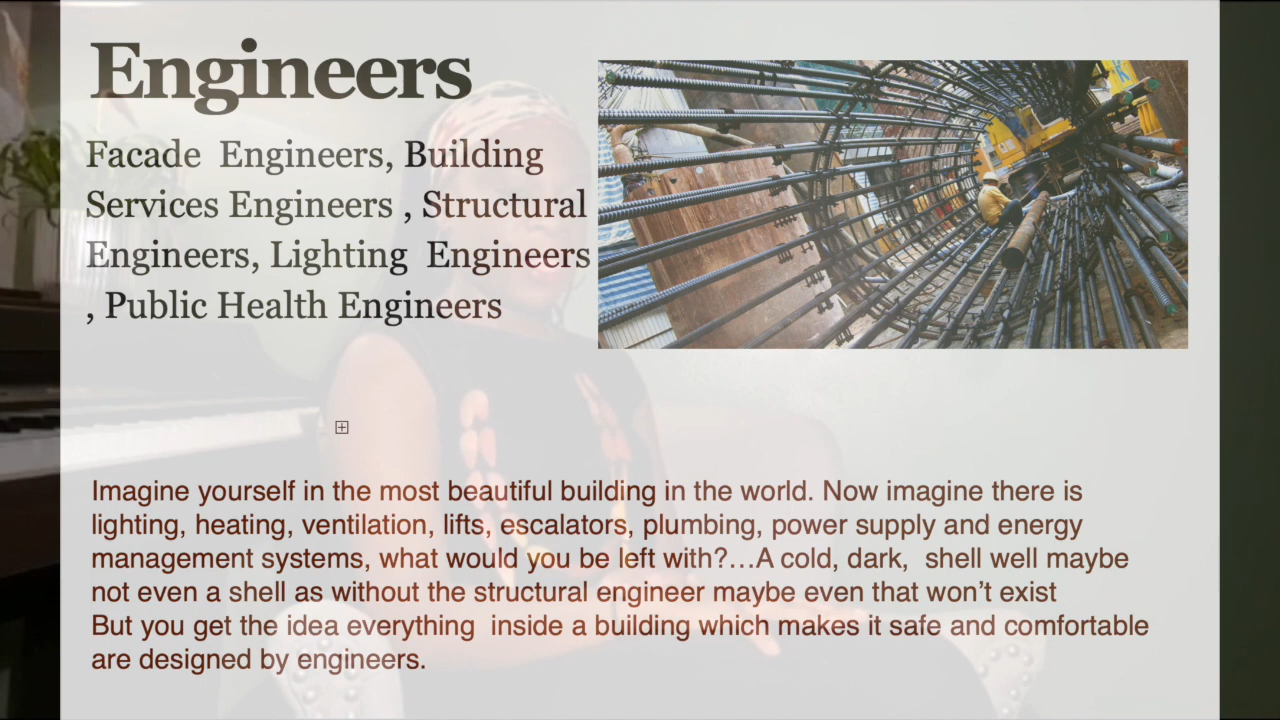 Engineers
Facade Engineers, Building
Services Engineers , Structural
Engineers, Lighting Engineers
, Public Health Engineers
Imagine yourself in the most beautiful building in the world. Now imagine there is
lighting, heating, ventilation, lifts, escalators, plumbing, power supply and energy
management systems, what would you be left with?...A cold, dark, shell well maybe
not even a shell as without the structural engineer maybe even that won't exist
But you get the idea everything inside a building which makes it safe and comfortable
are designed by engineers.